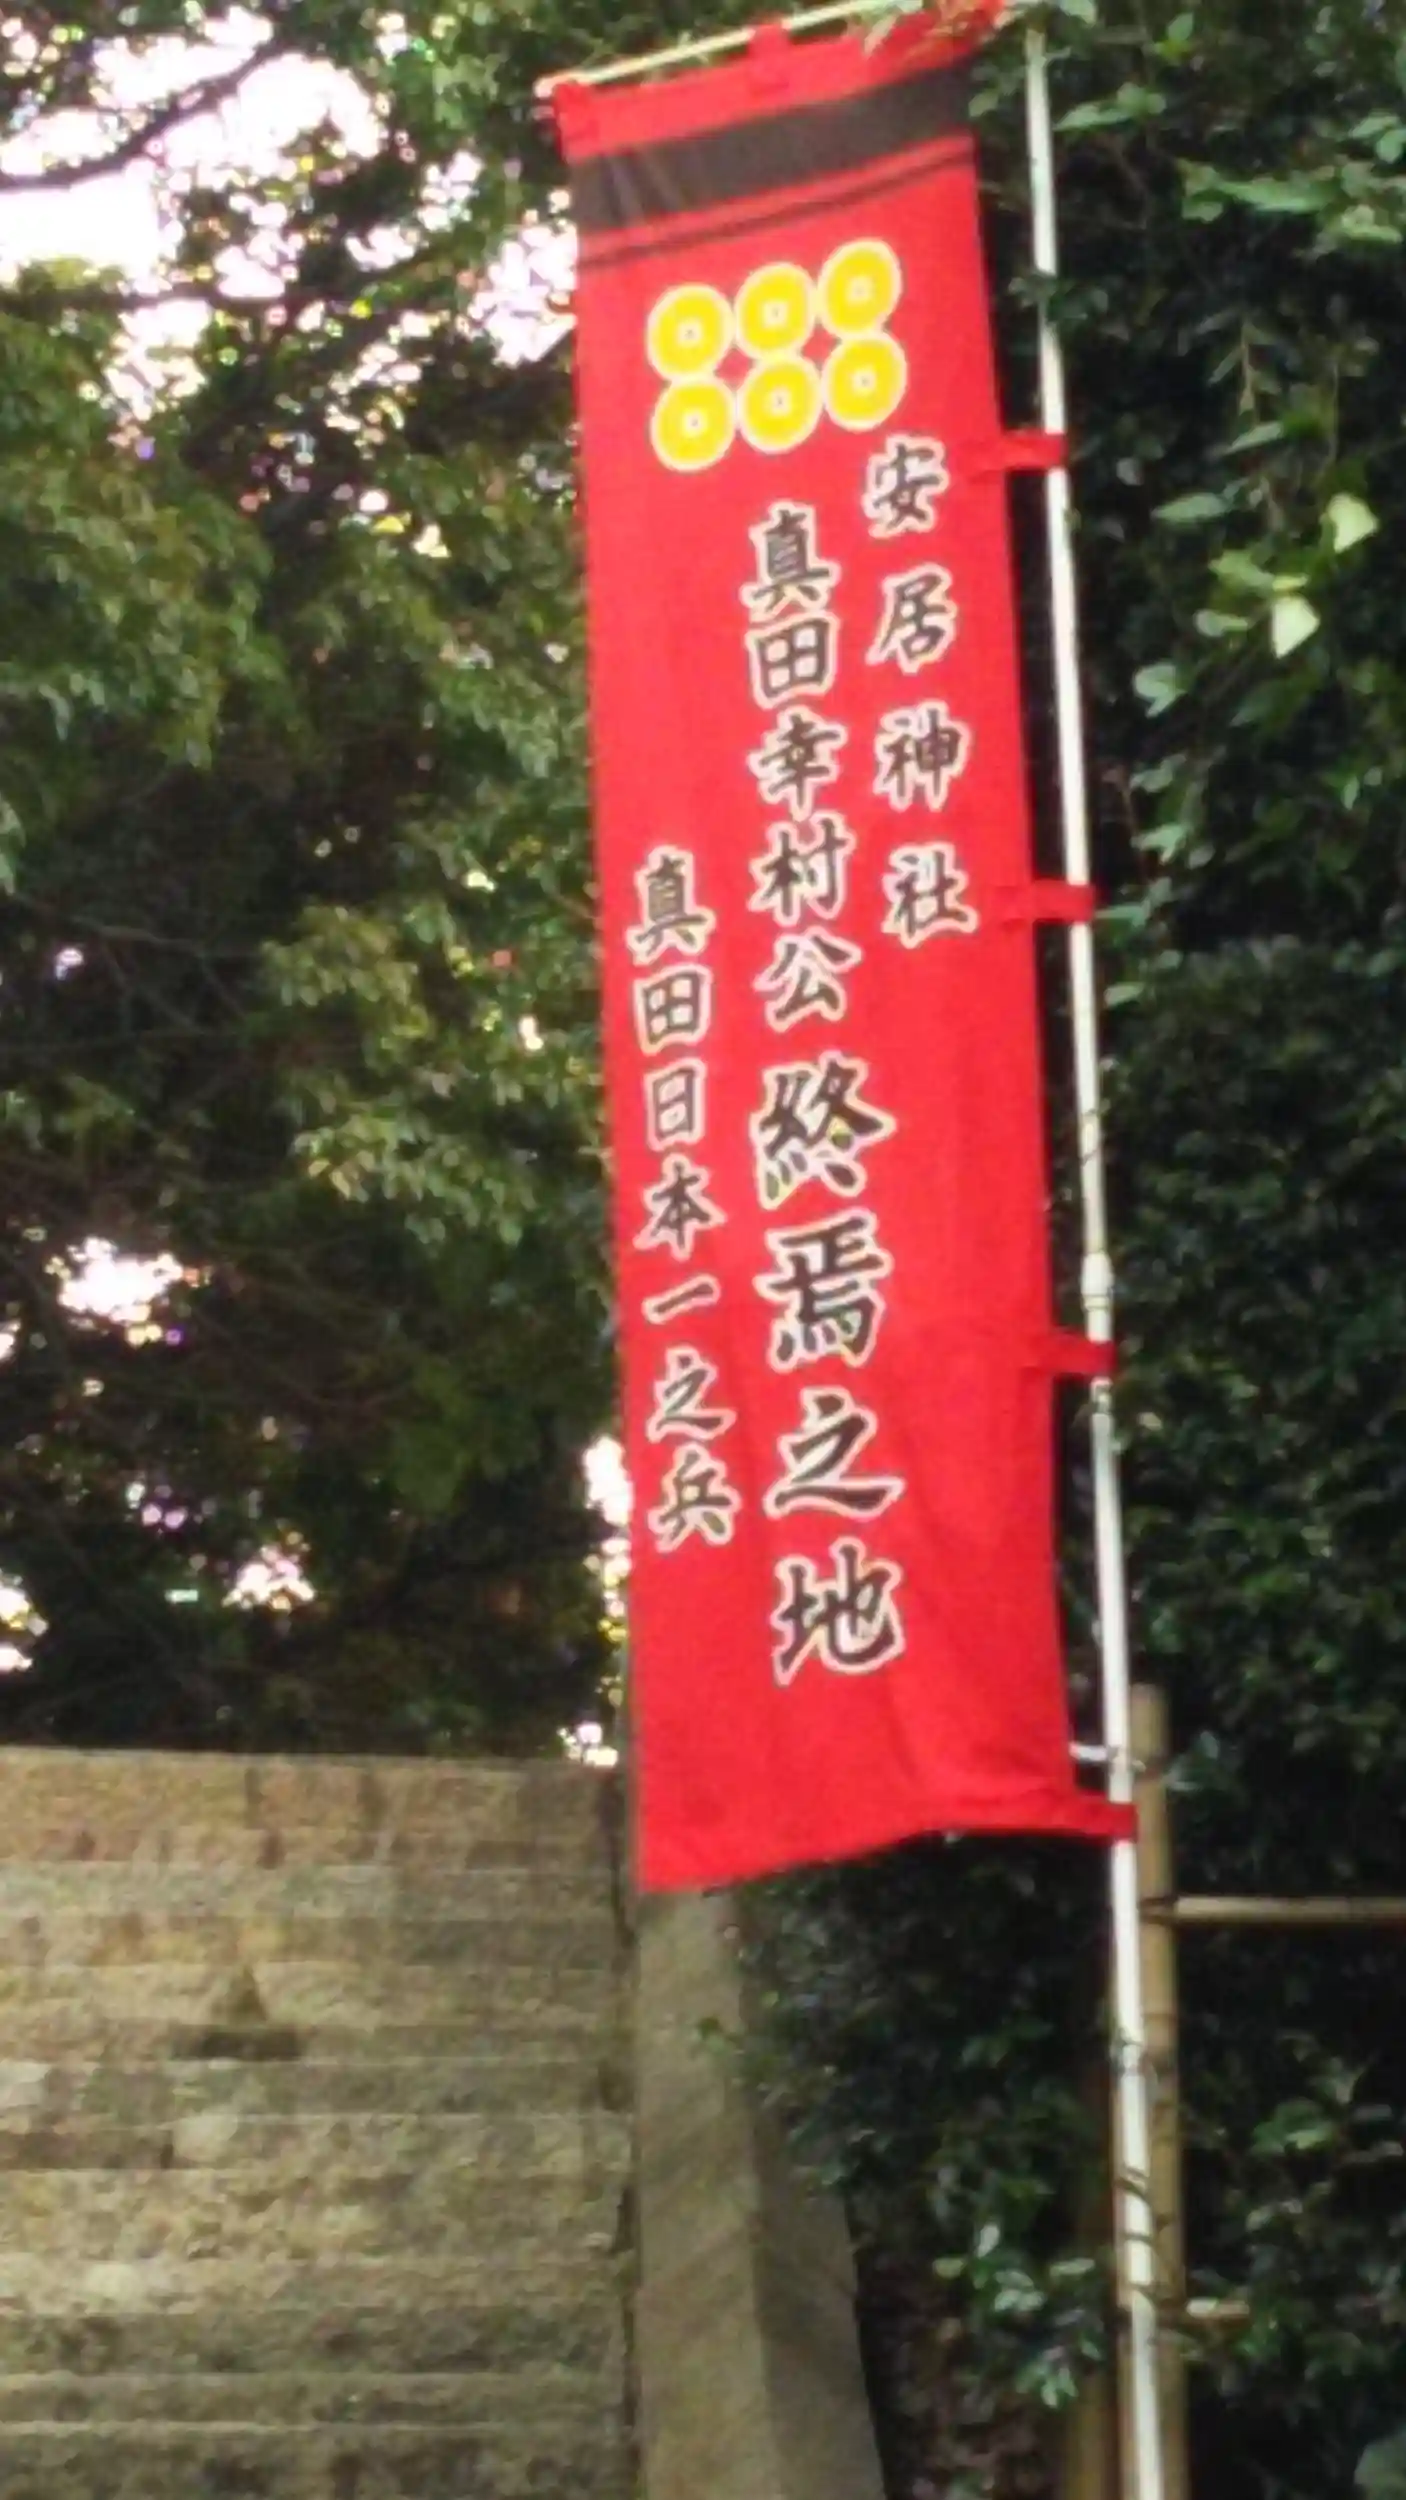 安居神社
真田幸村公終焉之地
真田日本一之兵